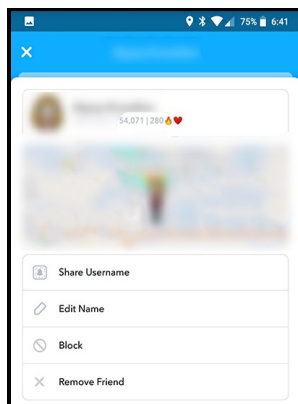 75% 6:41
54,071 | 280🔥❤️
Share Username
Edit Name
Block
Remove Friend